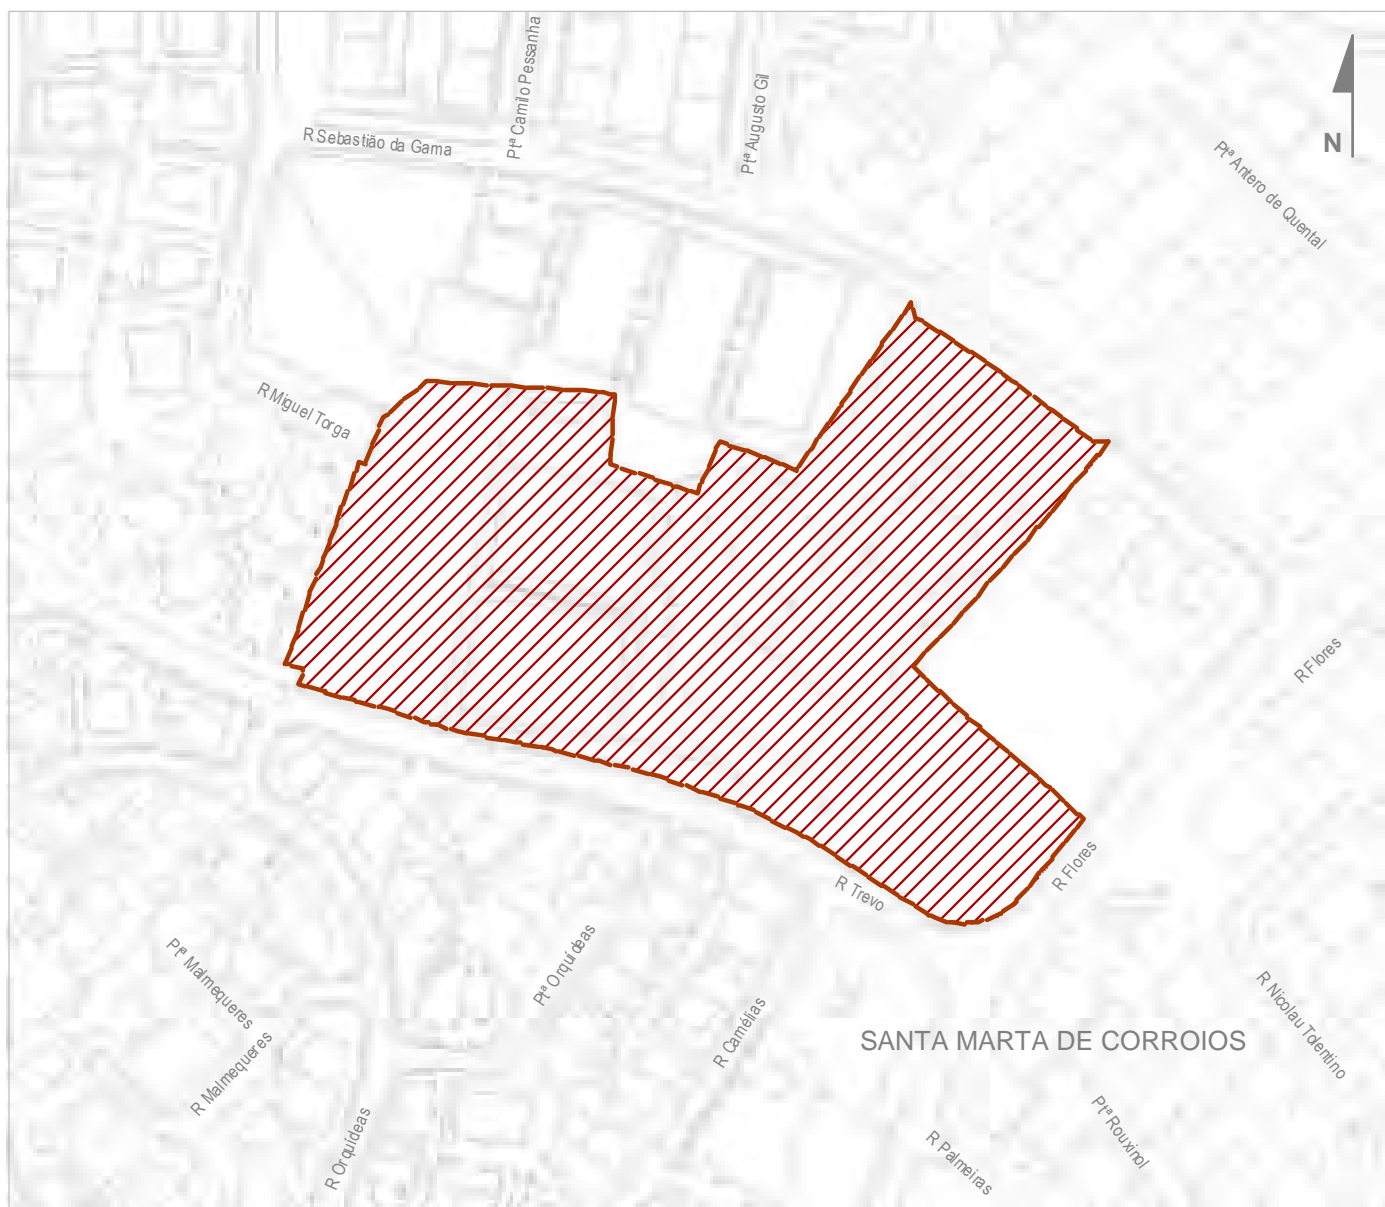 Ptª Camilo Pessanha
Ptª Augusto Gil
R Sebastião da Gama
N
Ptª Antero de Quental
R Miguel Torga
R Flores
R Flores
R Trevo
Ptª Malmequeres
Ptª Orquídeas
R Camélias
R Nicolau Tolentino
SANTA MARTA DE CORROIOS
R Malmequeres
R Orquídeas
Ptª Rouxinol
R Palmeiras